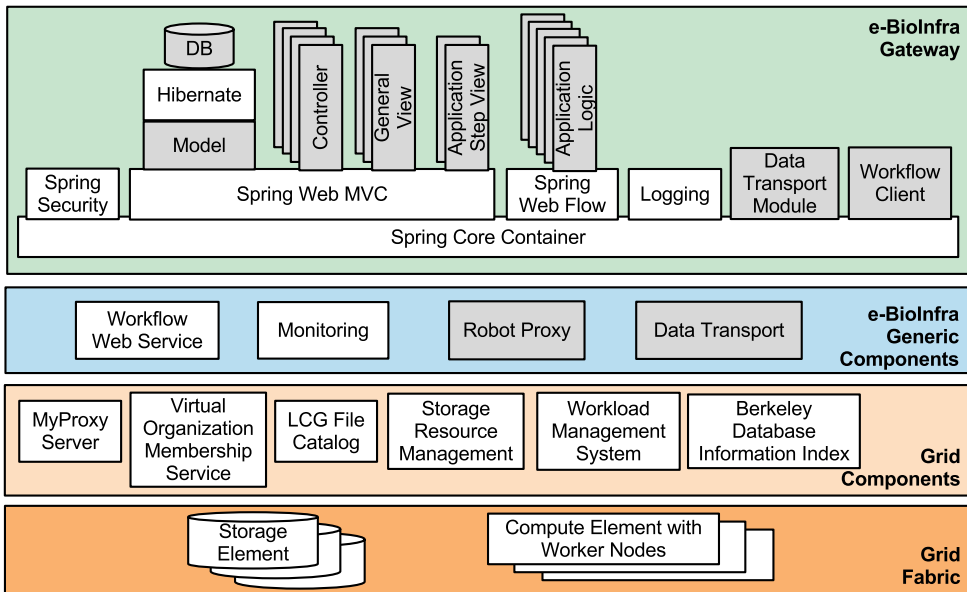 e-BioInfra
Gateway
DB
Hibernate
Model
Controller
General
View
Application
Step View
Application
Logic
Spring
Security
Spring Web MVC
Spring
Web Flow
Logging
Data
Transport
Module
Workflow
Client
Spring Core Container
Workflow
Web Service
Monitoring
Robot Proxy
Data Transport
e-BioInfra
Generic
Components
MyProxy
Server
Virtual
Organization
Membership
Service
LCG File
Catalog
Storage
Resource
Management
Workload
Management
System
Berkeley
Database
Information Index
Grid
Components
Storage
Element
Compute Element with
Worker Nodes
Grid
Fabric